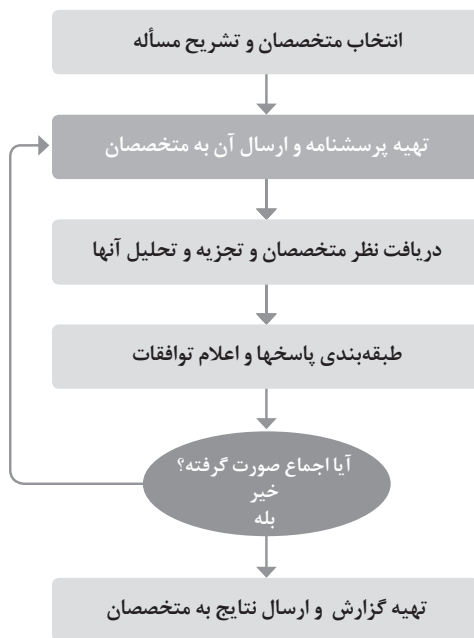 انتخاب متخصصان و تشریح مسأله
تهیه پرسشنامه و ارسال آن به متخصصان
دریافت نظر متخصصان و تجزیه و تحلیل آنها
طبقه‌بندی پاسخها و اعلام توافقات
آیا اجماع صورت گرفته؟
خیر
بله
تهیه گزارش و ارسال نتایج به متخصصان